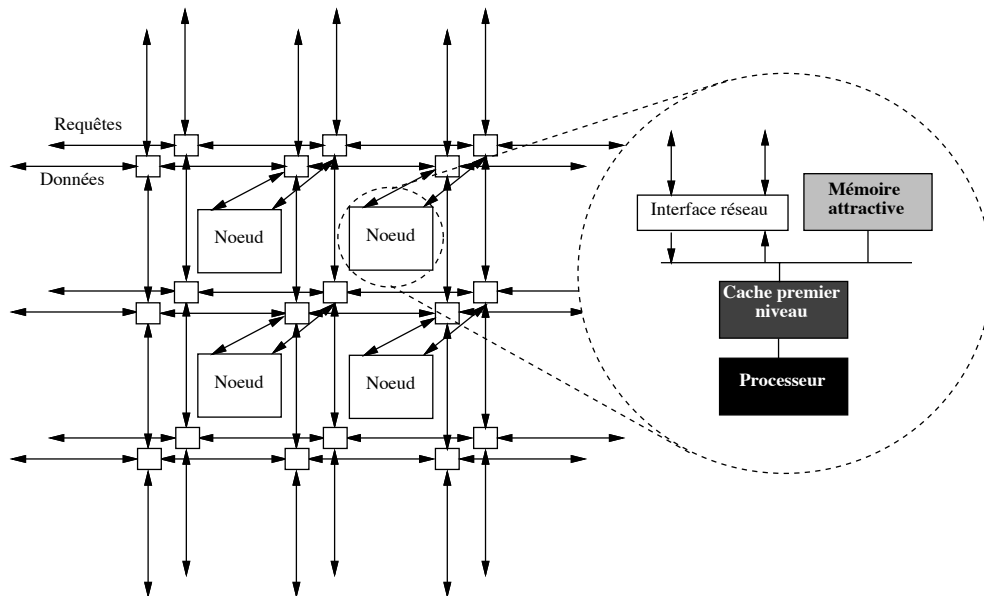 Requêtes
Données
Noeud
Noeud
Noeud
Noeud
Interface réseau
Mémoire
attractive
Cache premier
niveau
Processeur